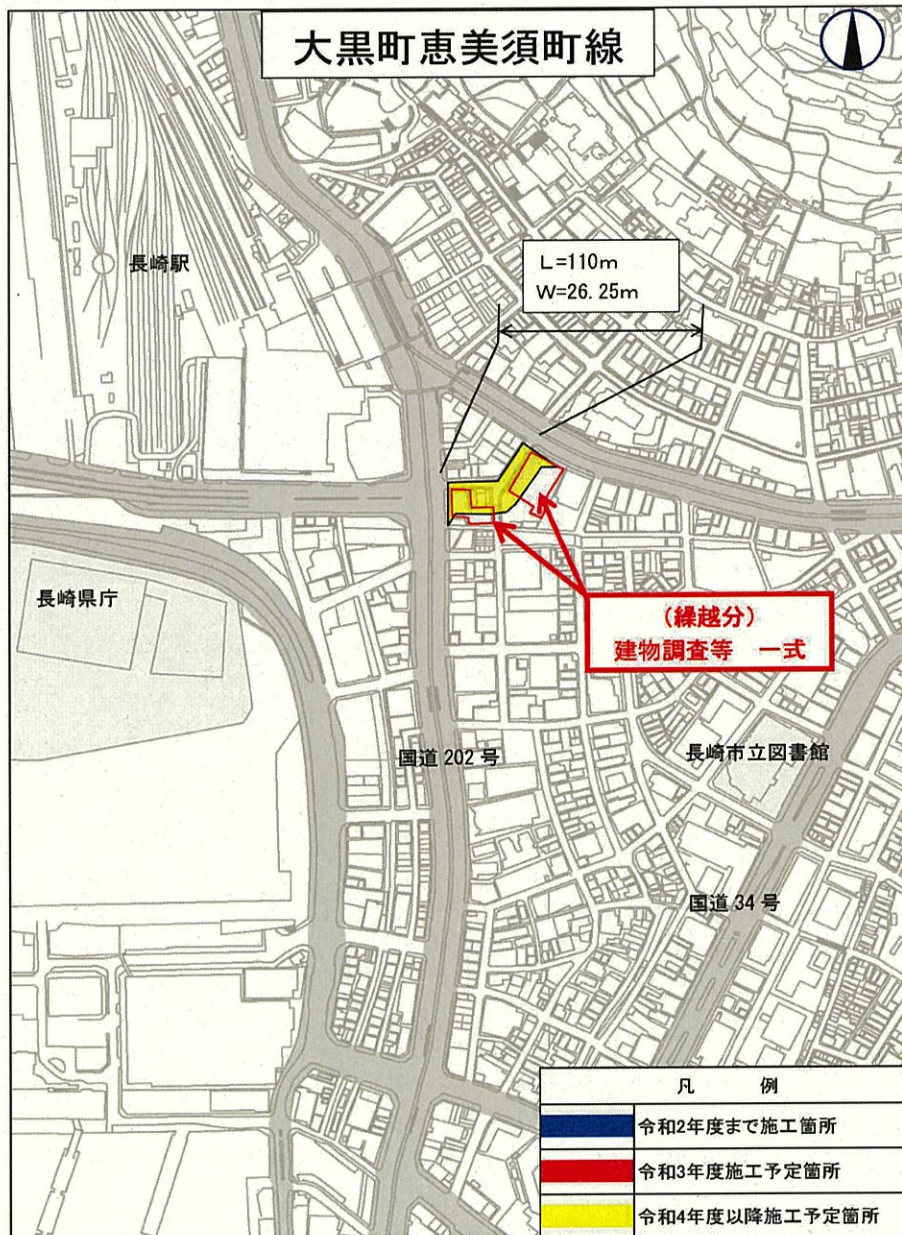 大黒町恵美須町線
L=110m
W=26.25m
長崎駅
長崎県庁
(繰越分)
建物調査等 一式
国道202号
長崎市立図書館
国道34号
凡 例
令和2年度まで施工箇所
令和3年度施工予定箇所
令和4年度以降施工予定箇所